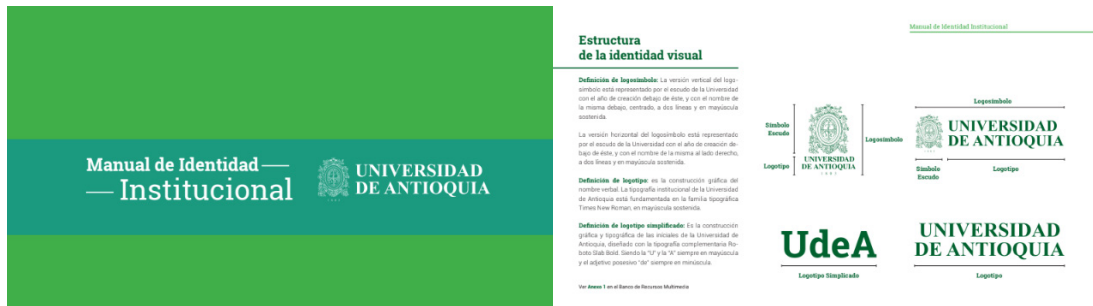 Manual de Identidad
Institucional
UNIVERSIDAD
DE ANTIOQUIA
1803
Manual de Identidad Institucional
Estructura
de la identidad visual
Definición de logosímbolo: La versión vertical del logo-
símbolo está representado por el escudo de la Universidad
con el año de creación debajo de éste, y con el nombre de
la misma debajo, centrado, a dos líneas y en mayúscula
sostenida.
La versión horizontal del logosímbolo está representado
por el escudo de la Universidad con el año de creación de-
bajo de éste, y con el nombre de la misma al lado derecho,
a dos líneas y en mayúscula sostenida.
Definición de logotipo: es la construcción gráfica del
nombre verbal. La tipografía institucional de la Universidad
de Antioquia está fundamentada en la familia tipográfica
Times New Roman, en mayúscula sostenida.
Definición de logotipo simplificado: Es la construcción
gráfica y tipográfica de las iniciales de la Universidad de
Antioquia, diseñado con la tipografía complementaria Ro-
boto Slab Bold. Siendo la "U" y la "A" siempre en mayúscula
y el adjetivo posesivo "de" siempre en minúscula.
Ver Anexo 1 en el Banco de Recursos Multimedia
Símbolo
Escudo
Logotipo
UNIVERSIDAD
DE ANTIOQUIA
1803
Logosímbolo
Logosímbolo
UNIVERSIDAD
DE ANTIOQUIA
1803
Símbolo
Escudo
Logotipo
UdeA
Logotipo Simplicado
UNIVERSIDAD
DE ANTIOQUIA
Logotipo